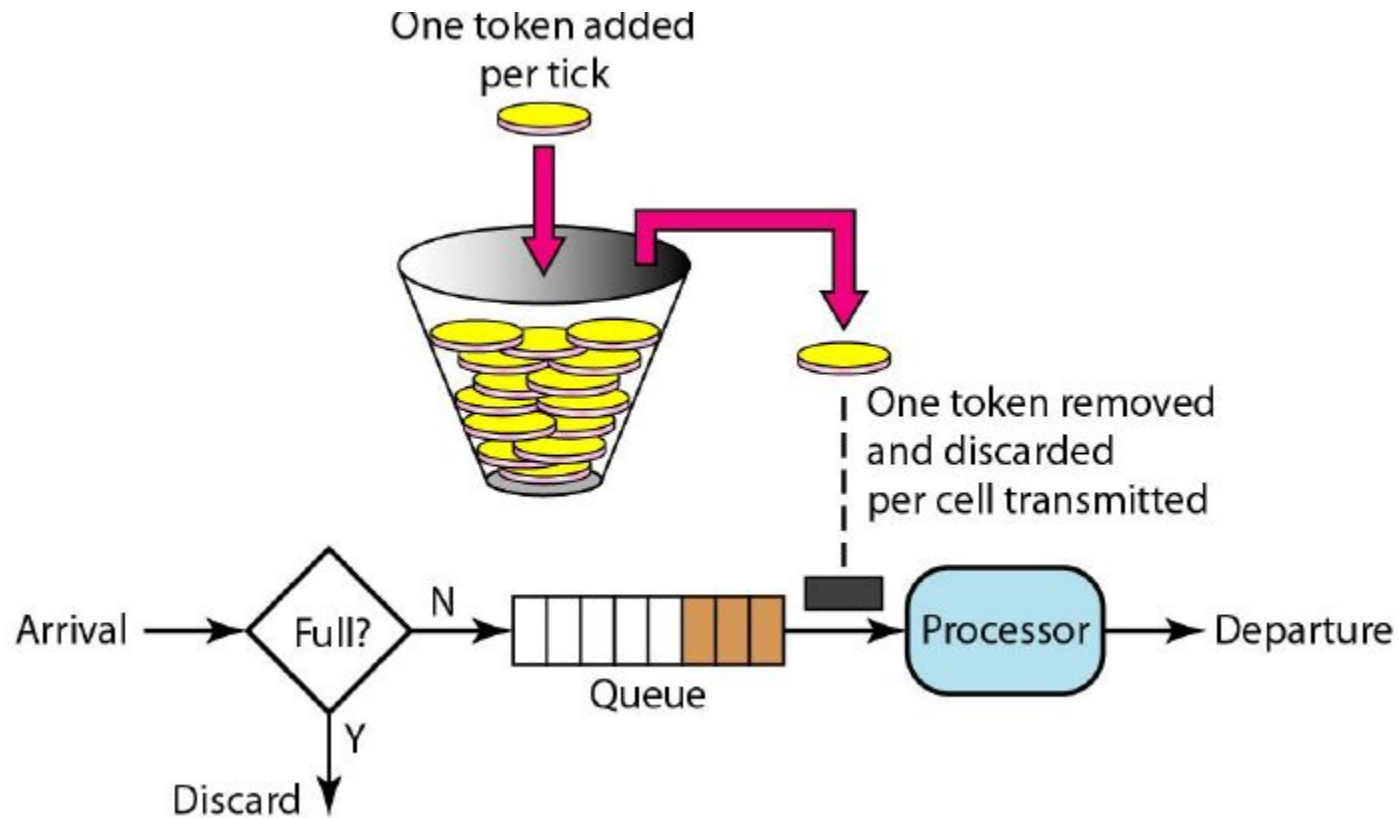 One token added
per tick
One token removed
and discarded
per cell transmitted
Arrival
Full?
N
Queue
Processor
Departure
Y
Discard